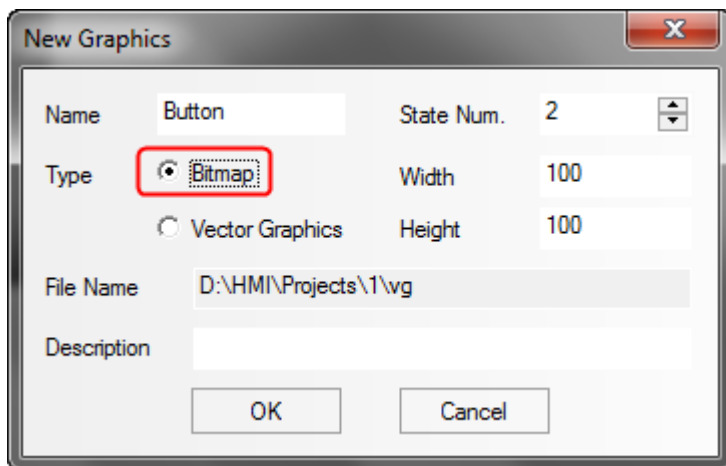 New Graphics
Name Button State Num. 2
Type Bitmap Width 100
Vector Graphics Height 100
File Name D:\HMI\Projects\1\vg
Description
OK Cancel